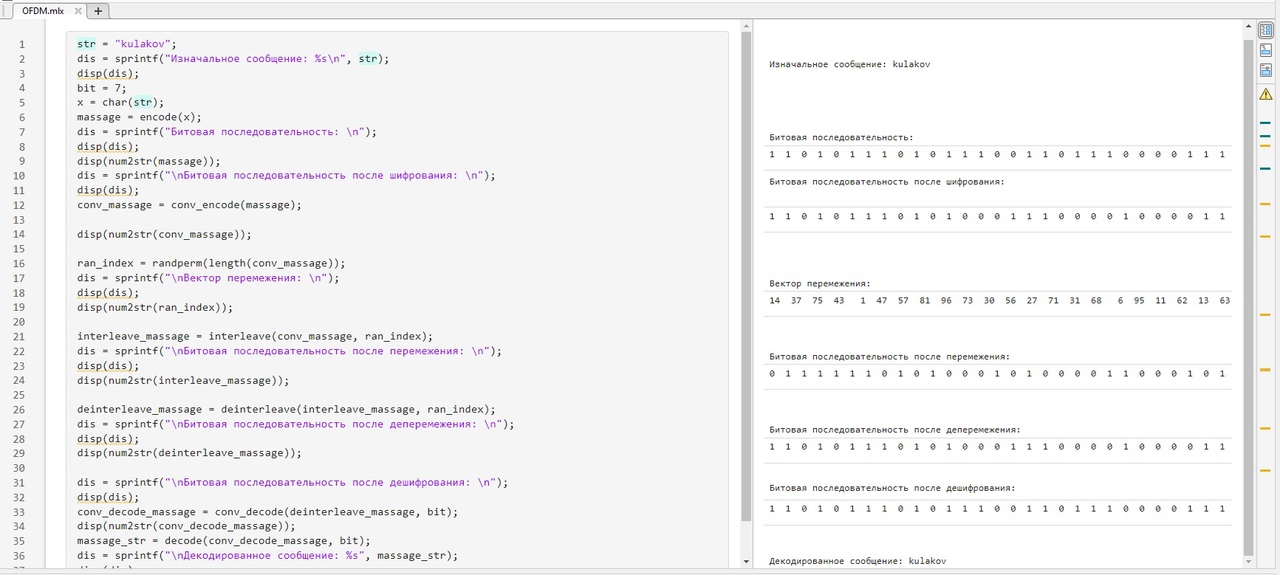 OFDM.mlx
1 str = "kulakov";
2 dis = sprintf("Изначальное сообщение: %s\n", str);
3 disp(dis);
4 bit = 7;
5 x = char(str);
6 massage = encode(x);
7 dis = sprintf("Битовая последовательность: \n");
8 disp(dis);
9 disp(num2str(massage));
10 dis = sprintf("\nБитовая последовательность после шифрования: \n");
11 disp(dis);
12 conv_massage = conv_encode(massage);
13
14 disp(num2str(conv_massage));
15
16 ran_index = randperm(length(conv_massage));
17 dis = sprintf("\nВектор перемежения: \n");
18 disp(dis);
19 disp(num2str(ran_index));
20
21 interleave_massage = interleave(conv_massage, ran_index);
22 dis = sprintf("\nБитовая последовательность после перемежения: \n");
23 disp(dis);
24 disp(num2str(interleave_massage));
25
26 deinterleave_massage = deinterleave(interleave_massage, ran_index);
27 dis = sprintf("\nБитовая последовательность после деперемежения: \n");
28 disp(dis);
29 disp(num2str(deinterleave_massage));
30
31 dis = sprintf("\nБитовая последовательность после дешифрования: \n");
32 disp(dis);
33 conv_decode_massage = conv_decode(deinterleave_massage, bit);
34 disp(num2str(conv_decode_massage));
35 massage_str = decode(conv_decode_massage, bit);
36 dis = sprintf("\nДекодированное сообщение: %s", massage_str);
Изначальное сообщение: kulakov
Битовая последовательность:
1 1 0 1 0 1 1 1 0 1 0 1 1 1 0 0 1 1 0 1 1 1 0 0 0 0 1 1 1
Битовая последовательность после шифрования:
1 1 0 1 0 1 1 1 0 1 0 1 0 0 0 1 1 1 0 0 0 0 1 0 0 0 0 1 1
Вектор перемежения:
14 37 75 43 1 47 57 81 96 73 30 56 27 71 31 68 6 95 11 62 13 63
Битовая последовательность после перемежения:
0 1 1 1 1 1 1 0 1 0 1 0 0 0 1 0 1 0 0 0 0 1 1 0 0 0 1 0 1
Битовая последовательность после деперемежения:
1 1 0 1 0 1 1 1 0 1 0 1 0 0 0 1 1 1 0 0 0 0 1 0 0 0 0 1 1
Битовая последовательность после дешифрования:
1 1 0 1 0 1 1 1 0 1 0 1 1 1 0 0 1 1 0 1 1 1 0 0 0 0 1 1 1
Декодированное сообщение: kulakov